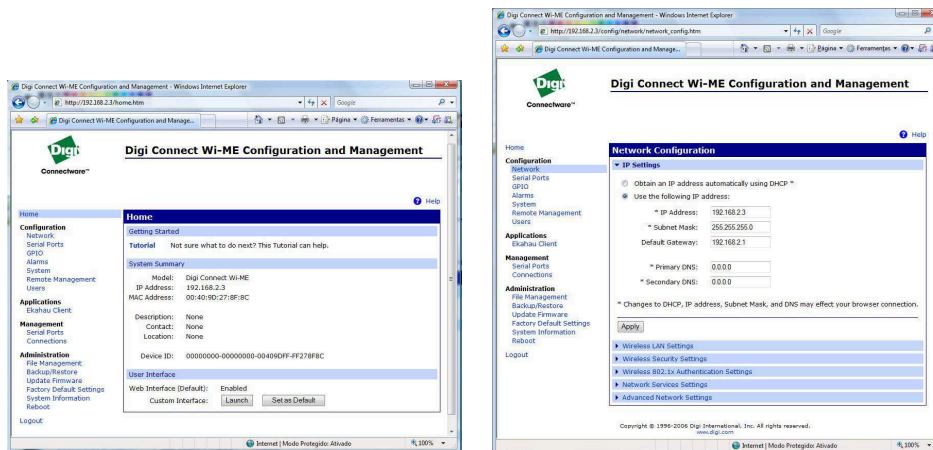 Digi Connect Wi-ME Configuration and Management - Windows Internet Explorer
http://192.168.2.3/home.htm
Google
Digi Connect Wi-ME Configuration and Manage...
Página
Ferramentas
Digi
Connectware™
Digi Connect Wi-ME Configuration and Management
Help
Home
Configuration
Network
Serial Ports
GPIO
Alarms
System
Remote Management
Users
Applications
Ekahau Client
Management
Serial Ports
Connections
Administration
File Management
Backup/Restore
Update Firmware
Factory Default Settings
System Information
Reboot
Logout
Home
Getting Started
Tutorial Not sure what to do next? This Tutorial can help.
System Summary
Model: Digi Connect Wi-ME
IP Address: 192.168.2.3
MAC Address: 00:40:9D:27:8F:8C
Description: None
Contact: None
Location: None
Device ID: 00000000-00000000-00409DFF-FF278F8C
User Interface
Web Interface (Default): Enabled
Custom Interface: Launch Set as Default
Internet | Modo Protegido: Ativado
100%
Digi Connect Wi-ME Configuration and Management - Windows Internet Explorer
http://192.168.2.3/config/network/network_config.htm
Google
Digi Connect Wi-ME Configuration and Manage...
Página
Ferramentas
Digi
Connectware™
Digi Connect Wi-ME Configuration and Management
Help
Home
Configuration
Network
Serial Ports
GPIO
Alarms
System
Remote Management
Users
Applications
Ekahau Client
Management
Serial Ports
Connections
Administration
File Management
Backup/Restore
Update Firmware
Factory Default Settings
System Information
Reboot
Logout
Network Configuration
IP Settings
Obtain an IP address automatically using DHCP *
Use the following IP address:
* IP Address: 192.168.2.3
* Subnet Mask: 255.255.255.0
Default Gateway: 192.168.2.1
* Primary DNS: 0.0.0.0
* Secondary DNS: 0.0.0.0
* Changes to DHCP, IP address, Subnet Mask, and DNS may effect your browser connection.
Apply
Wireless LAN Settings
Wireless Security Settings
Wireless 802.1x Authentication Settings
Network Services Settings
Advanced Network Settings
Copyright © 1996-2006 Digi International, Inc. All rights reserved.
www.digi.com
Internet | Modo Protegido: Ativado
100%